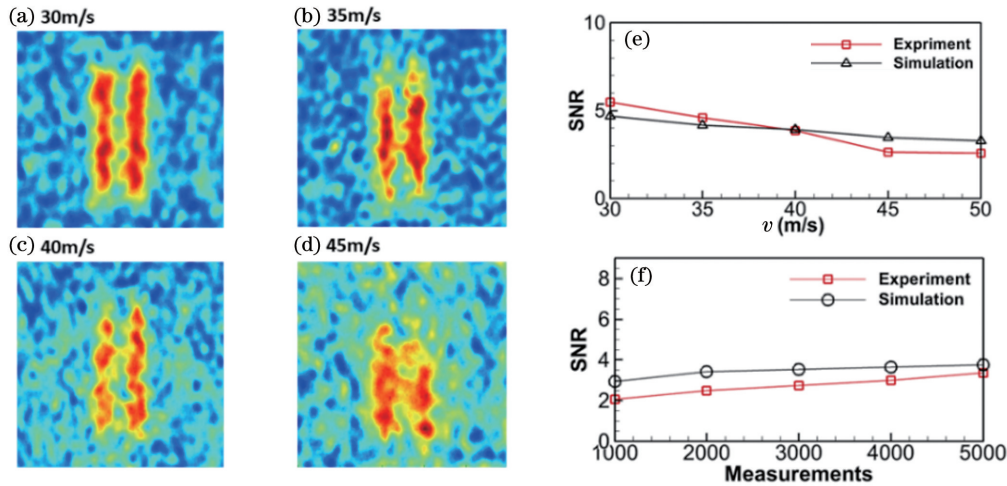 (a) 30m/s
(b) 35m/s
(c) 40m/s
(d) 45m/s
(e)
Expriment
Simulation
SNR
10
5
0
30 35 40 45 50
v (m/s)
(f)
Experiment
Simulation
SNR
8
6
4
2
0
1000 2000 3000 4000 5000
Measurements